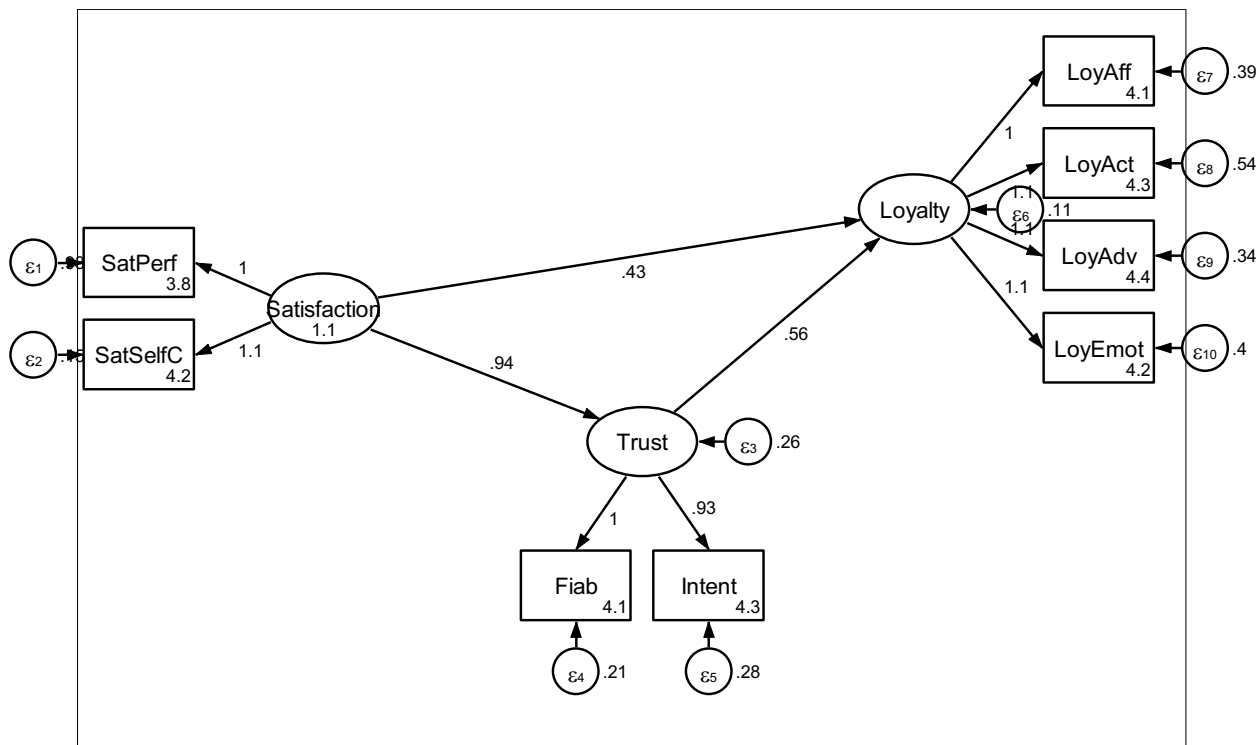 LoyAff
4.1
ε7
.39
1
LoyAct
4.3
ε8
.54
1.1
Loyalty
ε6
.11
1.1
LoyAdv
4.4
ε9
.34
1.1
LoyEmot
4.2
ε10
.4
ε1
SatPerf
3.8
1
.43
Satisfaction
1.1
ε2
SatSelfC
4.2
1.1
.94
.56
Trust
ε3
.26
1
.93
Fiab
4.1
Intent
4.3
ε4
.21
ε5
.28